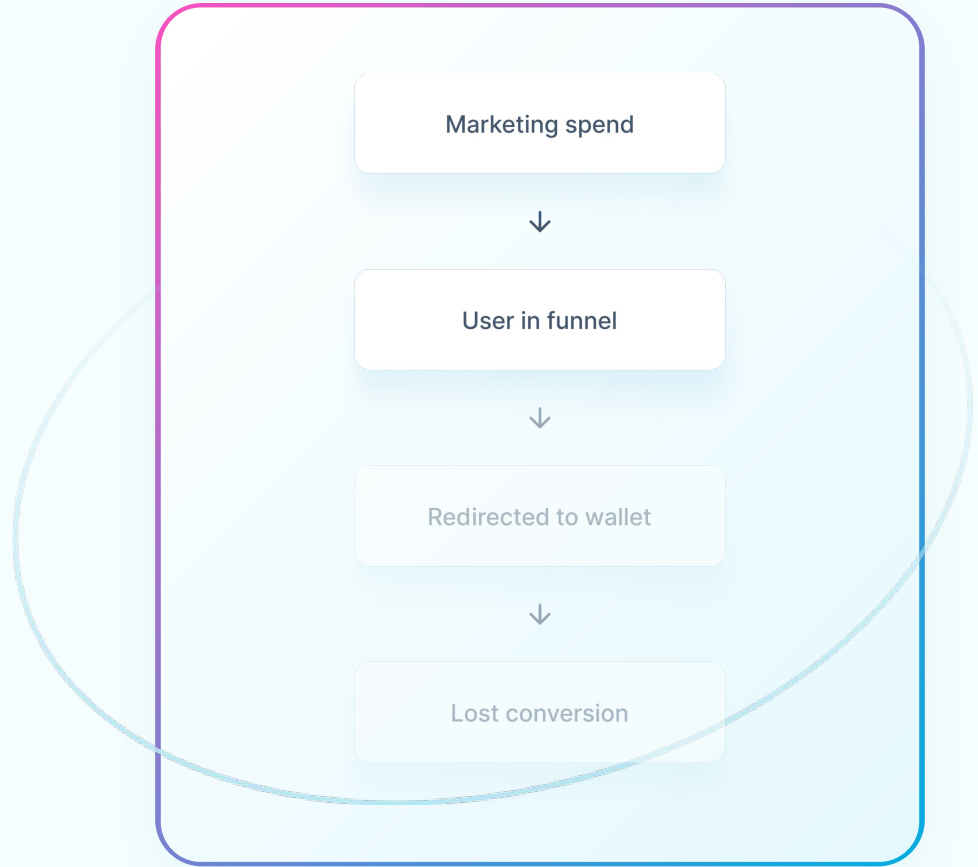 Marketing spend
User in funnel
Redirected to wallet
Lost conversion